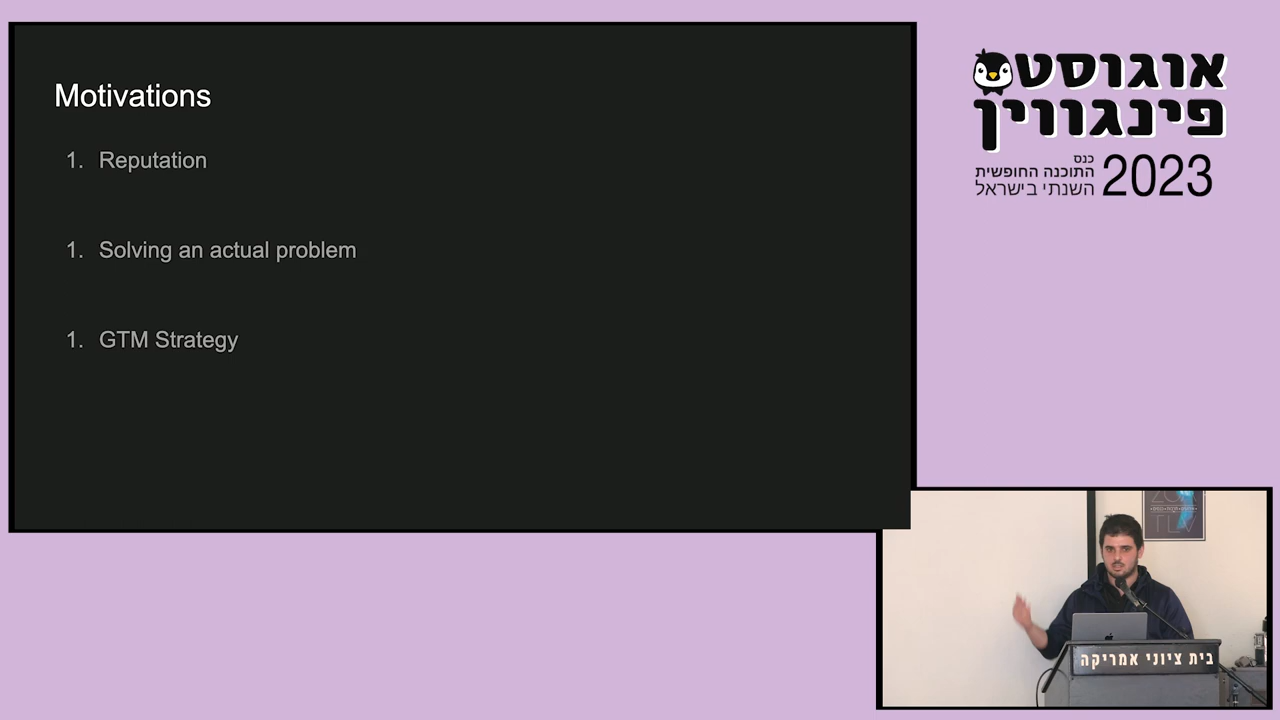 Motivations
1. Reputation
1. Solving an actual problem
1. GTM Strategy
אוגוסט
פינגווין
כנס
התוכנה החופשית
השנתי בישראל
2023
בית ציוני אמריקה